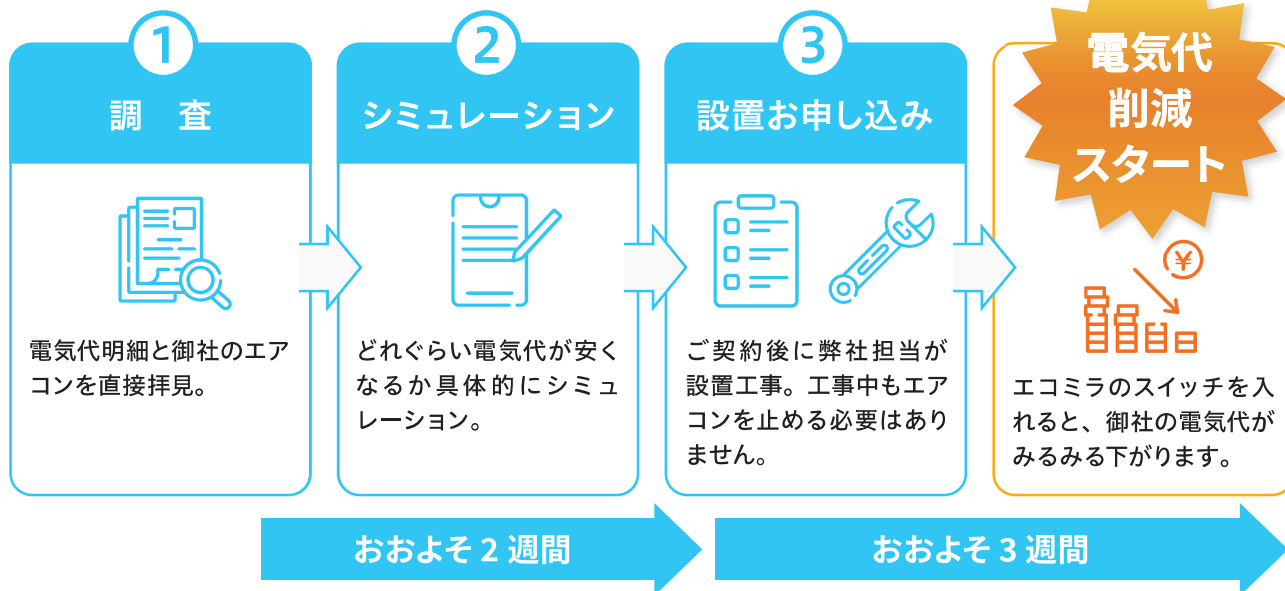 1
調　査
電気代明細と御社のエア
コンを直接拝見。
2
シミュレーション
どれぐらい電気代が安く
なるか具体的にシミュ
レーション。
3
設置お申し込み
ご契約後に弊社担当が
設置工事。工事中もエア
コンを止める必要はあり
ません。
電気代
削減
スタート
¥
エコミラのスイッチを入
れると、御社の電気代が
みるみる下がります。
おおよそ 2 週間
おおよそ 3 週間